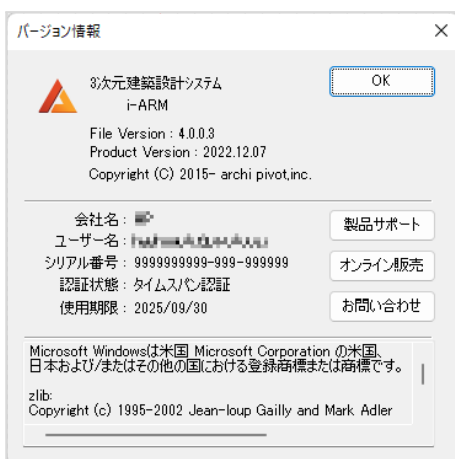 バージョン情報
3次元建築設計システム
i-ARM
OK
File Version : 4.0.0.3
Product Version : 2022.12.07
Copyright (C) 2015- archi pivot,inc.
会社名 :
ユーザー名 :
シリアル番号 : 9999999999-999-999999
認証状態 : タイムスパン認証
使用期限 : 2025/09/30
製品サポート
オンライン販売
お問い合わせ
Microsoft Windowsは米国 Microsoft Corporation の米国、
日本および/またはその他の国における登録商標または商標です。
zlib:
Copyright (c) 1995-2002 Jean-loup Gailly and Mark Adler